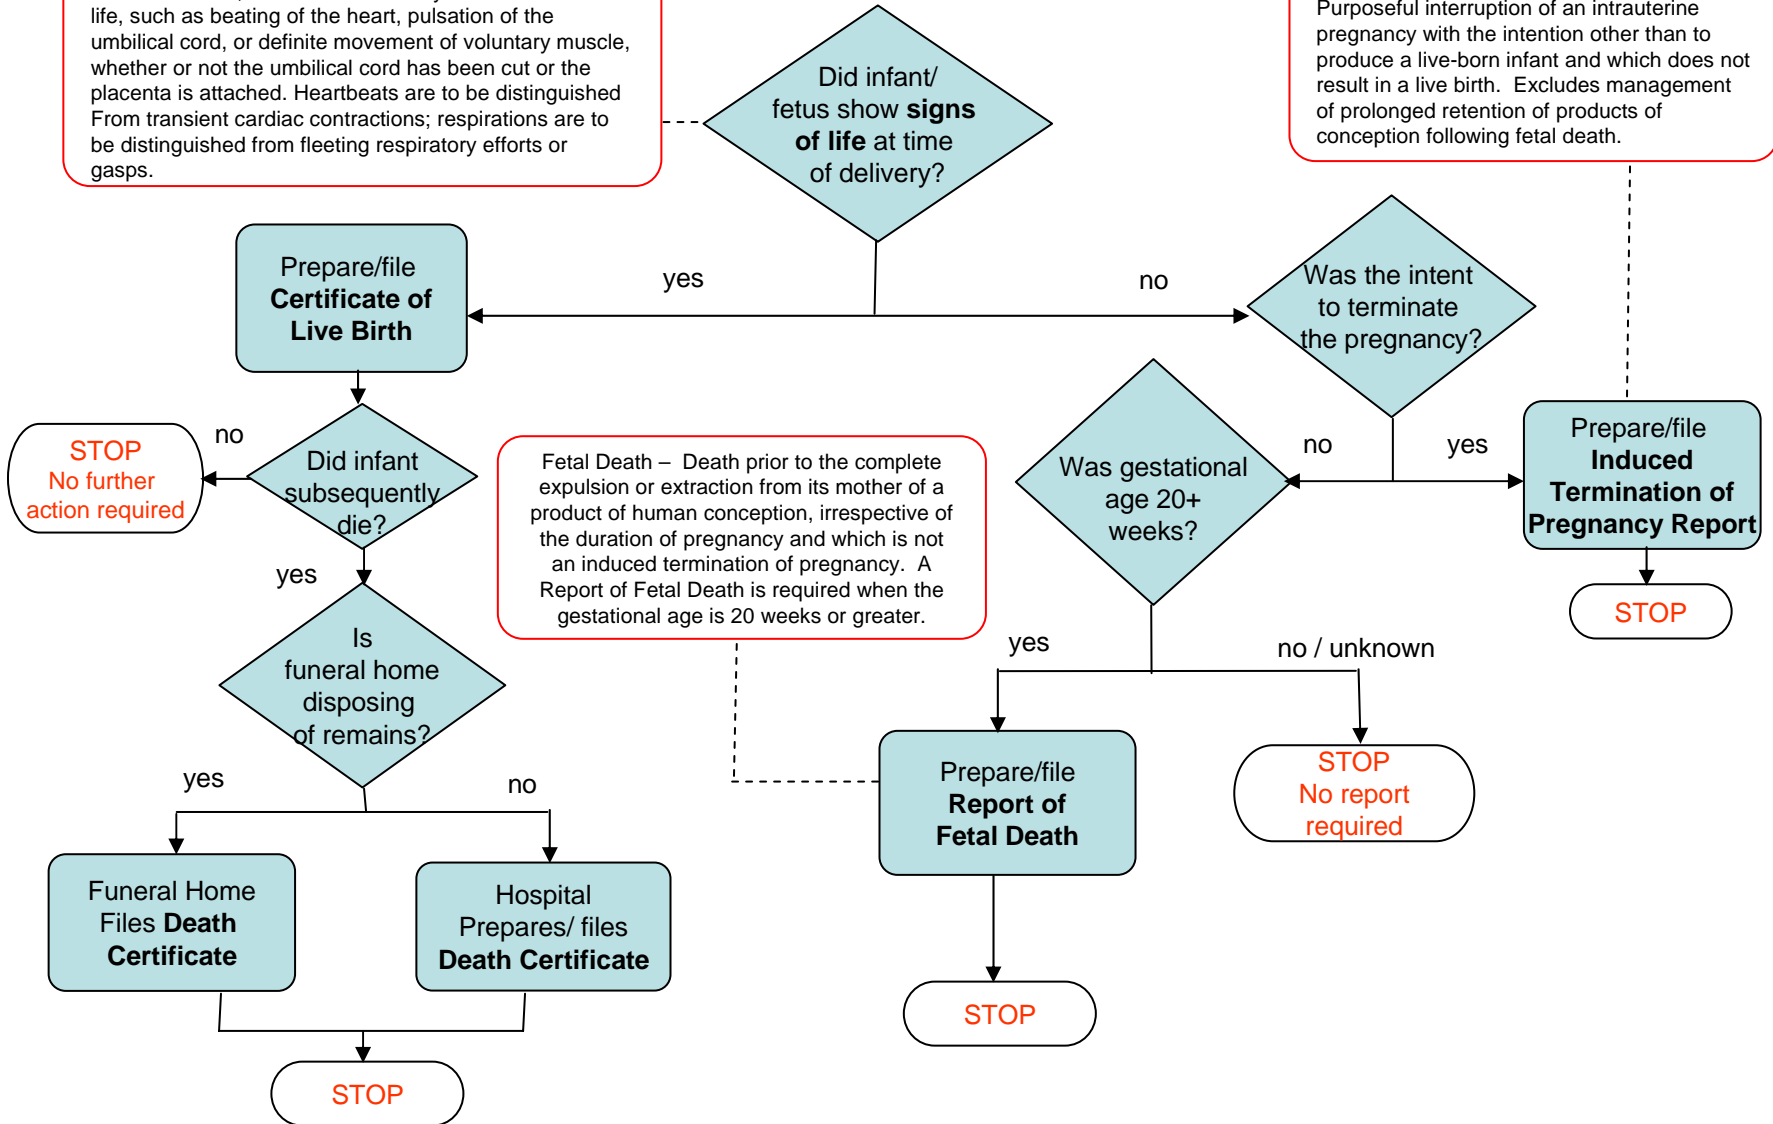 life, such as beating of the heart, pulsation of the
umbilical cord, or definite movement of voluntary muscle,
whether or not the umbilical cord has been cut or the
placenta is attached. Heartbeats are to be distinguished
From transient cardiac contractions; respirations are to
be distinguished from fleeting respiratory efforts or
gasps.
Did infant/
fetus show signs
of life at time
of delivery?
Purposeful interruption of an intrauterine
pregnancy with the intention other than to
produce a live-born infant and which does not
result in a live birth.  Excludes management
of prolonged retention of products of
conception following fetal death.
yes
no
Prepare/file
Certificate of
Live Birth
Was the intent
to terminate
the pregnancy?
no
STOP
No further
action required
Did infant
subsequently
die?
Fetal Death –  Death prior to the complete
expulsion or extraction from its mother of a
product of human conception, irrespective of
the duration of pregnancy and which is not
an induced termination of pregnancy.  A
Report of Fetal Death is required when the
gestational age is 20 weeks or greater.
Was gestational
age 20+
weeks?
no
yes
Prepare/file
Induced
Termination of
Pregnancy Report
STOP
yes
Is
funeral home
disposing
of remains?
yes
no / unknown
Prepare/file
Report of
Fetal Death
STOP
No report
required
yes
no
Funeral Home
Files Death
Certificate
Hospital
Prepares/ files
Death Certificate
STOP
STOP